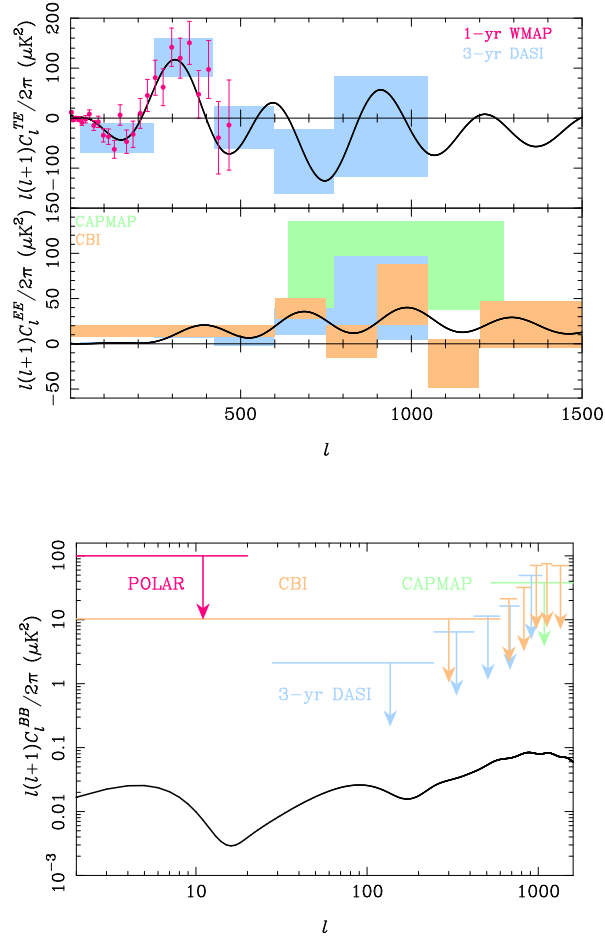 1-yr WMAP
3-yr DASI
l(l+1)C_l^{TE}/2π (μK²)
200
100
0
−100
50
CAPMAP
CBI
l(l+1)C_l^{EE}/2π (μK²)
150
100
50
0
−50
500
1000
1500
l
POLAR
CBI
CAPMAP
3-yr DASI
l(l+1)C_l^{BB}/2π (μK²)
100
10
1
0.1
0.01
10⁻³
10
100
1000
l